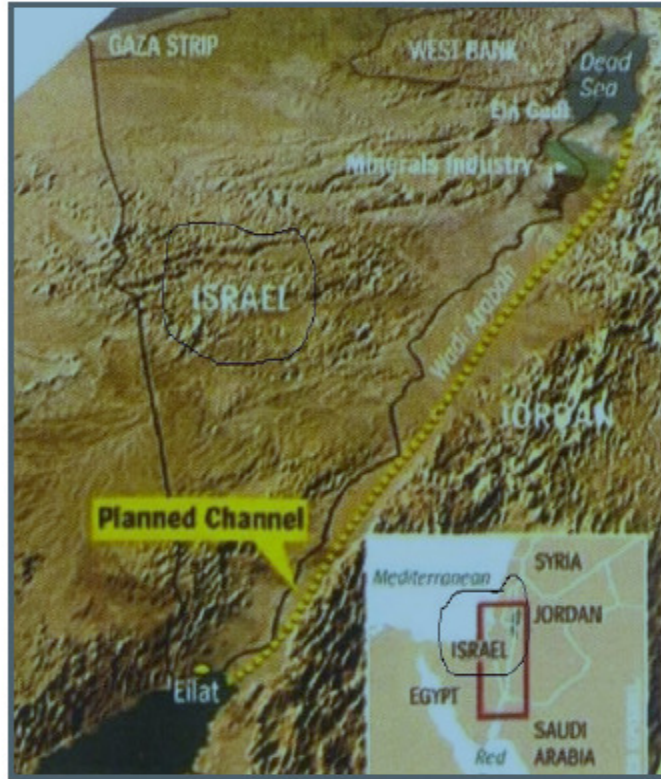 GAZA STRIP
WEST BANK
Dead
Sea
Ein Gedi
Minerals Industry
ISRAEL
Wadi Arabah
JORDAN
Planned Channel
Eilat
Mediterranean
SYRIA
JORDAN
ISRAEL
EGYPT
SAUDI
ARABIA
Red